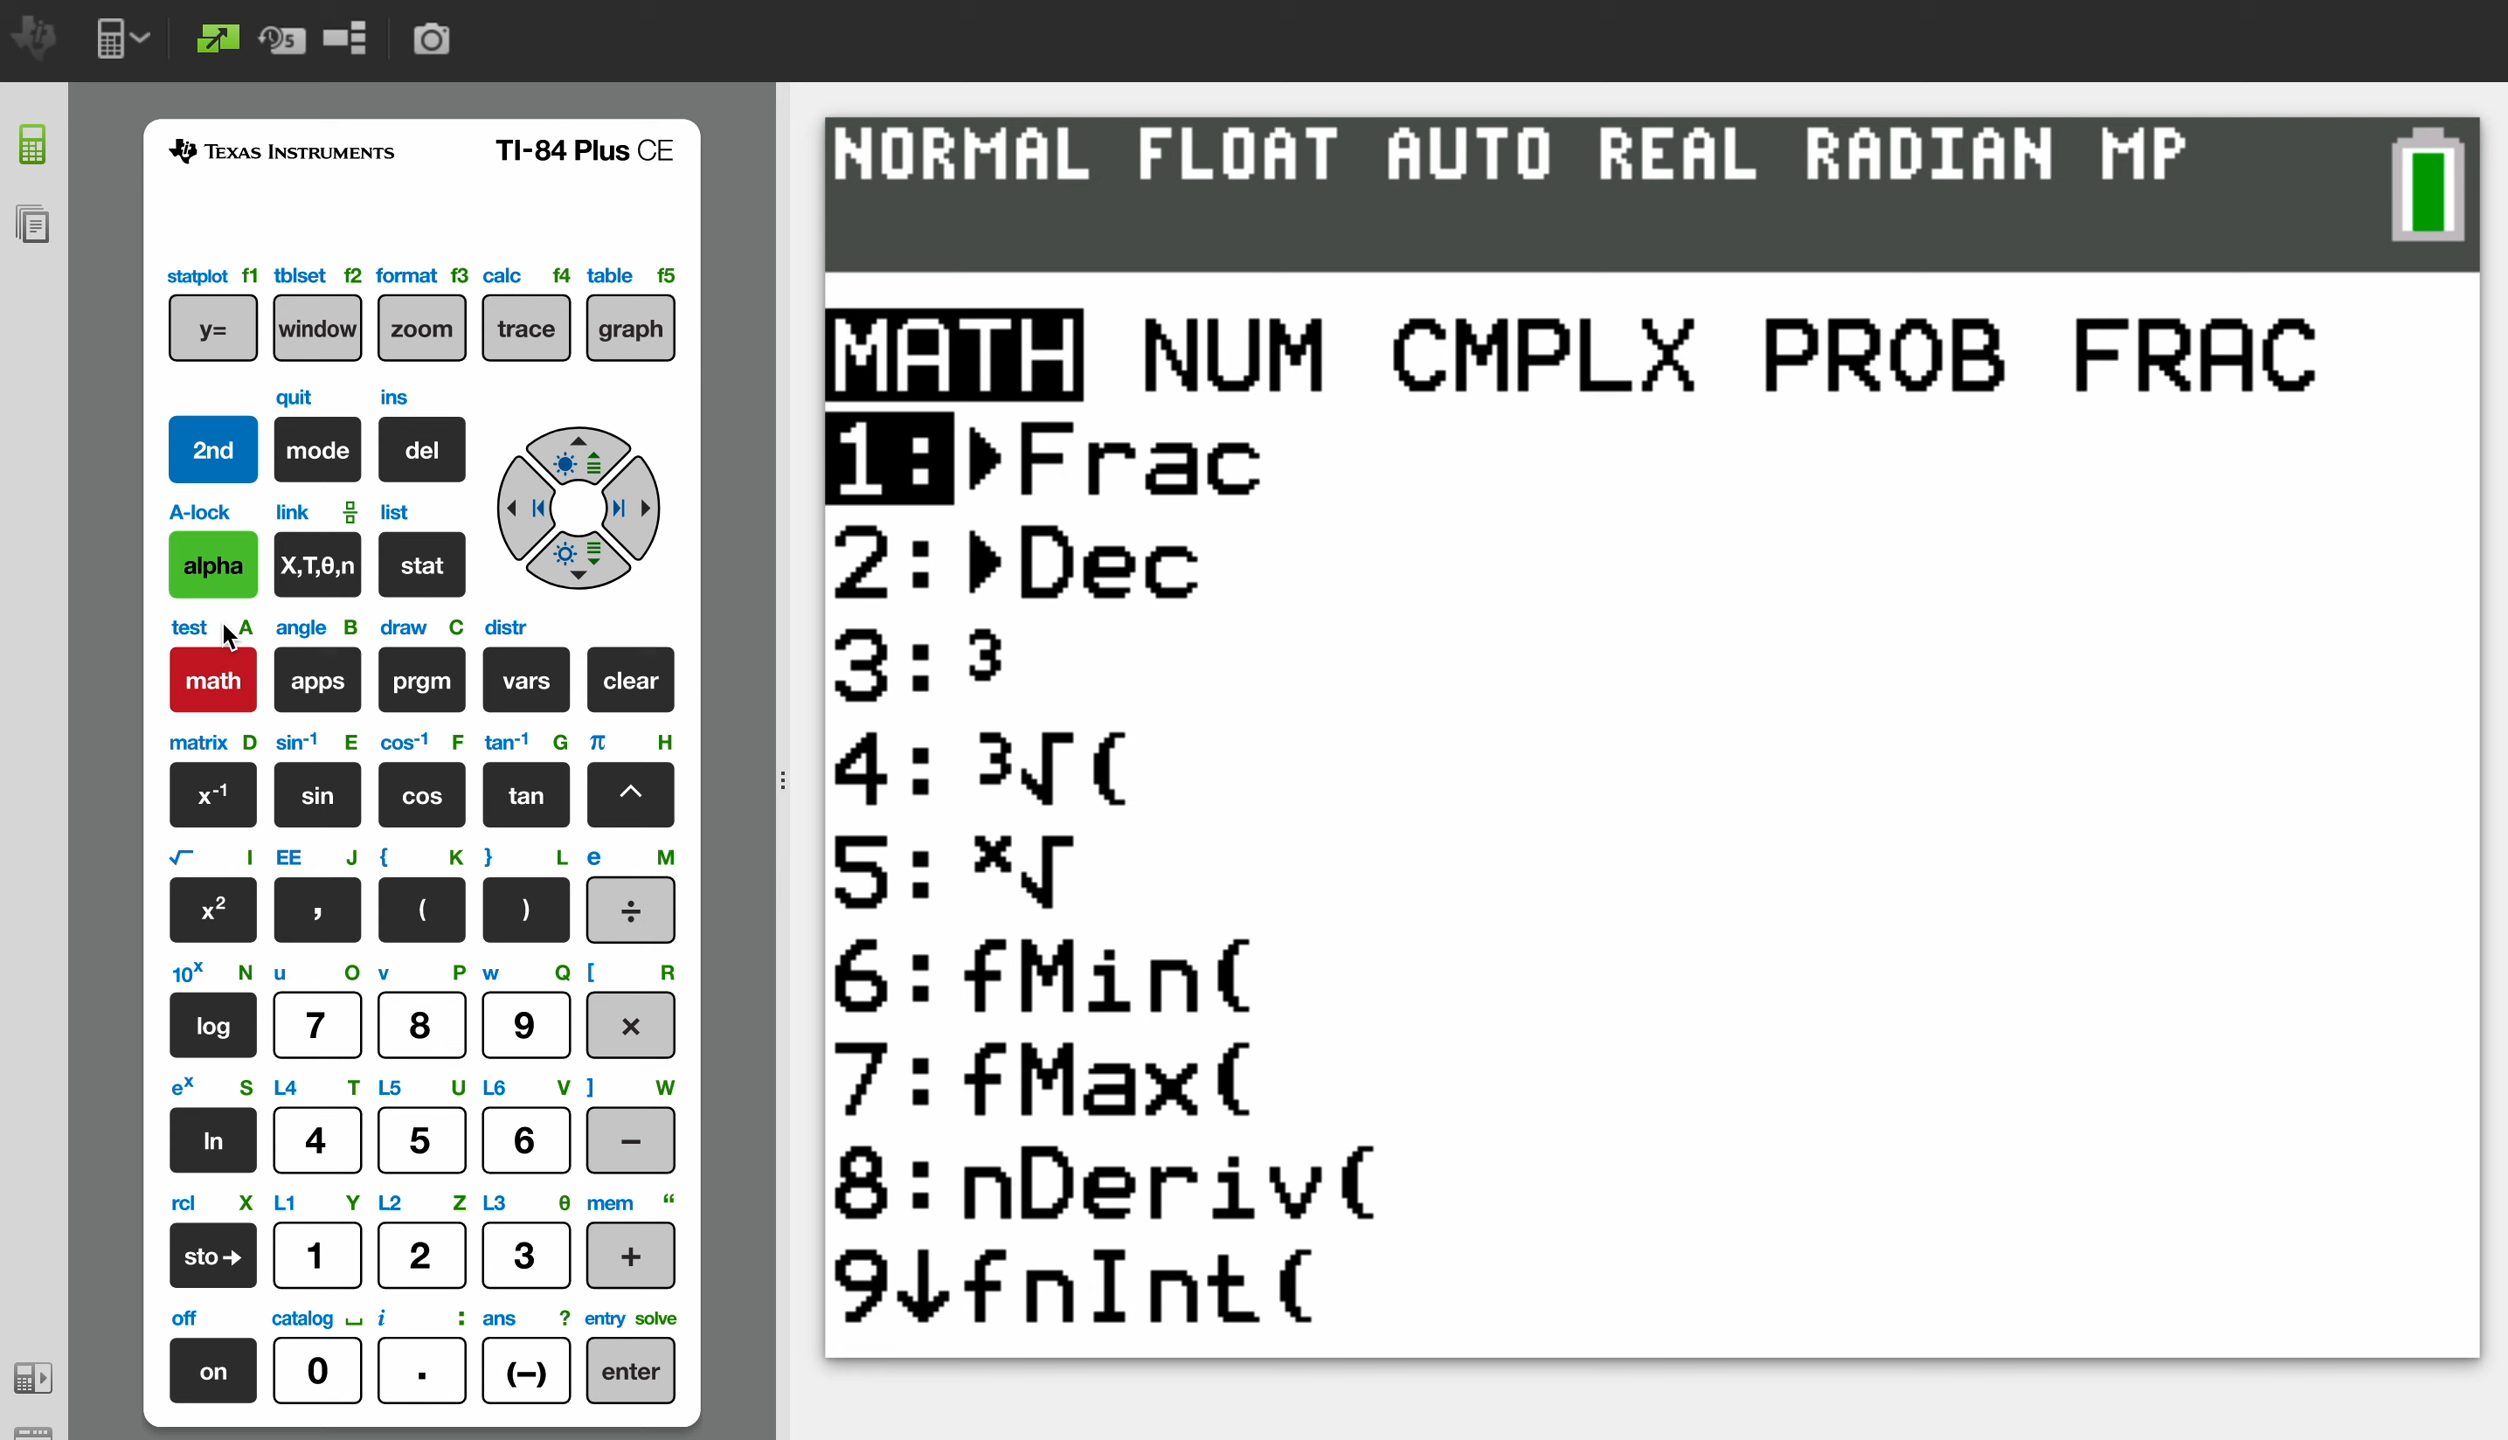 5
TEXAS INSTRUMENTS TI-84 Plus CE
statplot f1 tblset f2 format f3 calc f4 table f5
y= window zoom trace graph
quit ins
2nd mode del
A-lock link list
alpha X,T,θ,n stat
test A angle B draw C distr
math apps prgm vars clear
matrix D sin⁻¹ E cos⁻¹ F tan⁻¹ G π H
x⁻¹ sin cos tan ^
√ I EE J { K } L e M
x² , ( ) ÷
10ˣ N u O v P w Q [ R
log 7 8 9 ×
eˣ S L4 T L5 U L6 V ] W
ln 4 5 6 −
rcl X L1 Y L2 Z L3 θ mem “
sto→ 1 2 3 +
off catalog ⎵ i : ans ? entry solve
on 0 . (−) enter
NORMAL FLOAT AUTO REAL RADIAN MP
MATH NUM CMPLX PROB FRAC
1:►Frac
2:►Dec
3:³
4:³√(
5:ˣ√
6:fMin(
7:fMax(
8:nDeriv(
9↓fnInt(